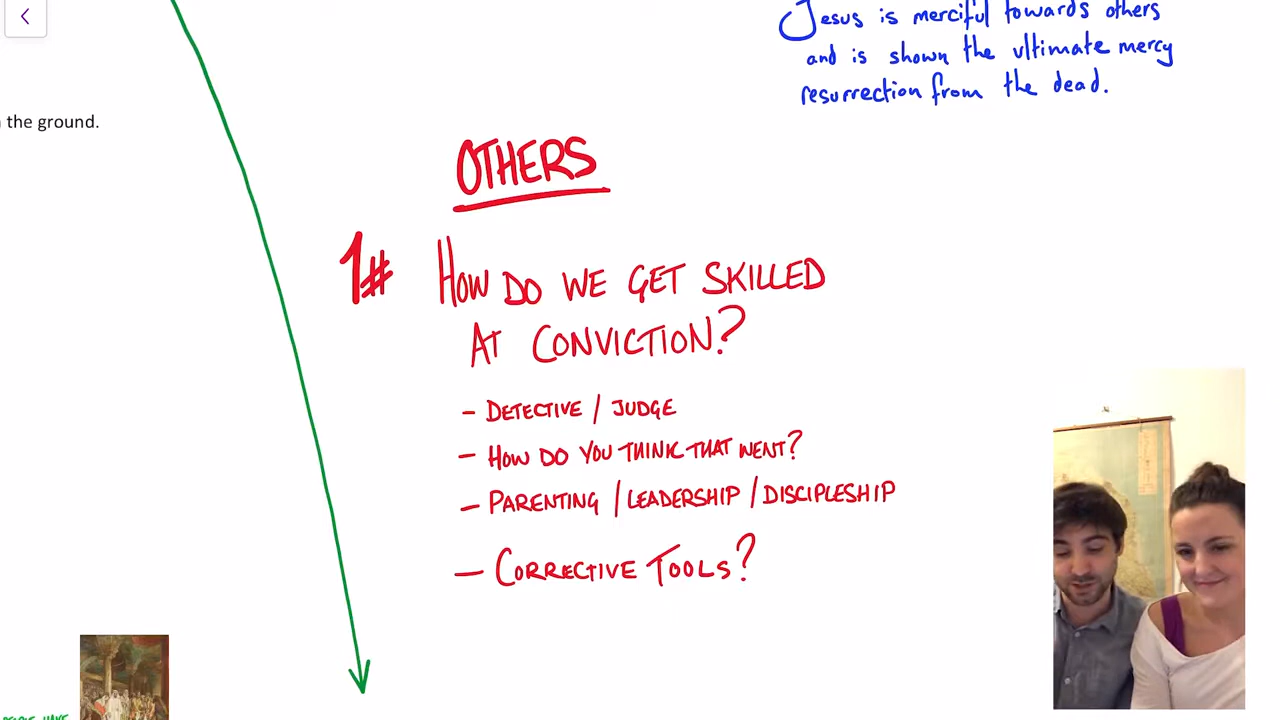 Jesus is merciful towards others
and is shown the ultimate mercy
resurrection from the dead.
the ground.
OTHERS
1# HOW DO WE GET SKILLED
AT CONVICTION?
- DETECTIVE / JUDGE
- HOW DO YOU THINK THAT WENT?
- PARENTING / LEADERSHIP / DISCIPLESHIP
- CORRECTIVE TOOLS?
PEOPLE HAVE